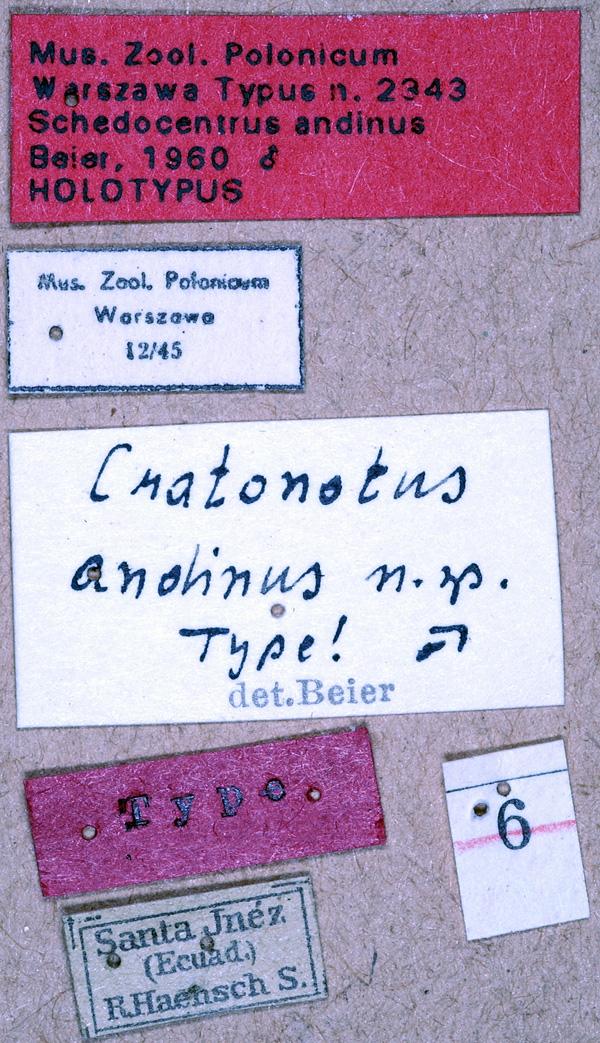 Mus. Zool. Polonicum
Warszawa Typus n. 2343
Schedocentrus andinus
Beier, 1960 ♂
HOLOTYPUS
Mus. Zool. Polonicum
Warszawa
12/45
Cratonotus
andinus n. sp.
Type! ♂
det. Beier
Type
6
Santa Jnéz
(Ecuad.)
R.Haensch S.